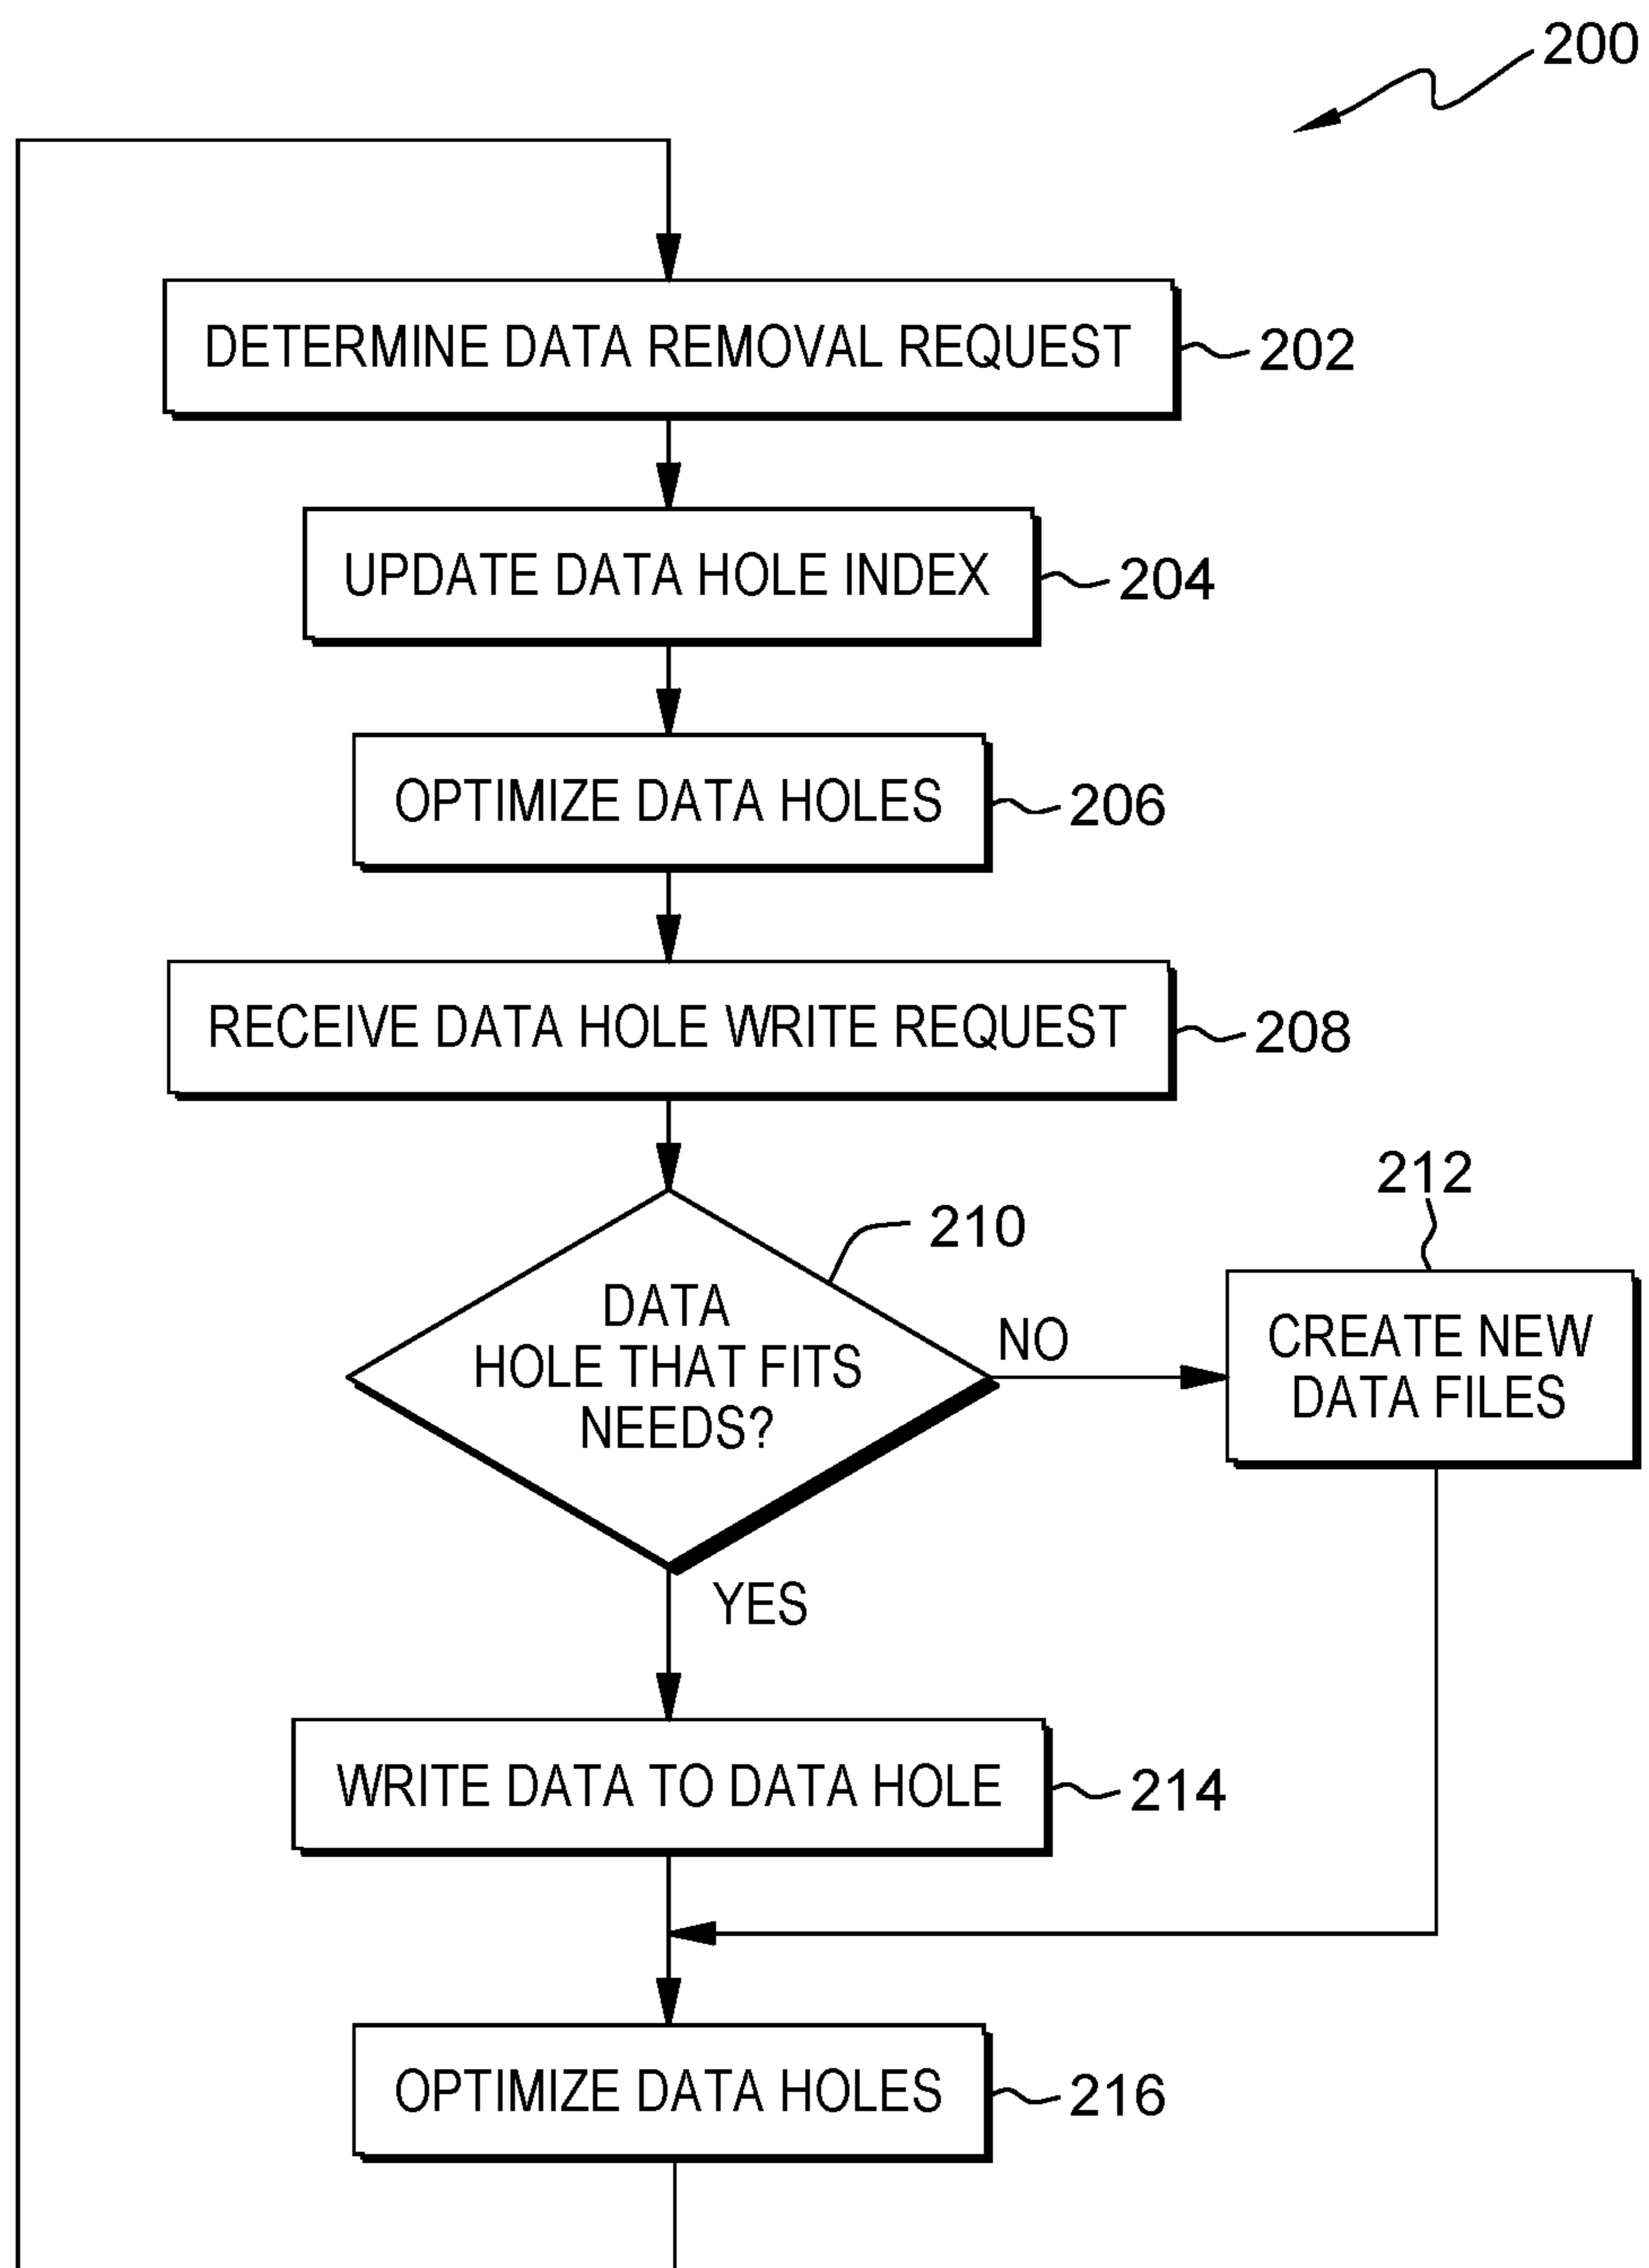 200
DETERMINE DATA REMOVAL REQUEST
202
UPDATE DATA HOLE INDEX
204
OPTIMIZE DATA HOLES
206
RECEIVE DATA HOLE WRITE REQUEST
208
210
DATA
HOLE THAT FITS
NEEDS?
NO
212
CREATE NEW
DATA FILES
YES
WRITE DATA TO DATA HOLE
214
OPTIMIZE DATA HOLES
216